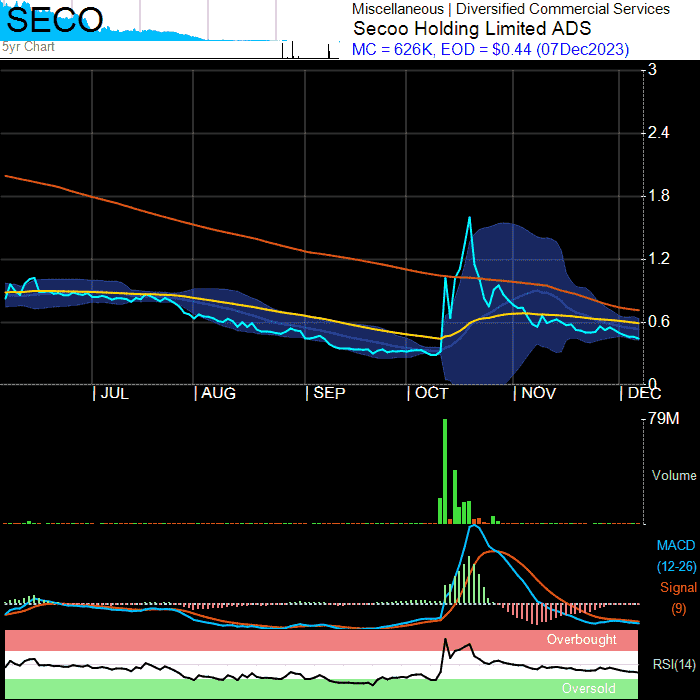 SECO
5yr Chart
Miscellaneous | Diversified Commercial Services
Secoo Holding Limited ADS
MC = 626K, EOD = $0.44 (07Dec2023)
3
2.4
1.8
1.2
0.6
0
| JUL | AUG | SEP | OCT | NOV | DEC
79M
Volume
MACD
(12-26)
Signal
(9)
Overbought
RSI(14)
Oversold